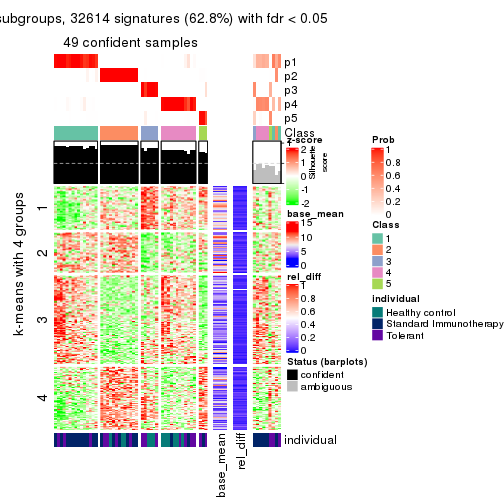 subgroups, 32614 signatures (62.8%) with fdr < 0.05
49 confident samples
p1
p2
p3
p4
p5
Class
1
2
3
4
k-means with 4 groups
individual
base_mean
rel_diff
z-score
2
1
0
-1
-2
Silhouette
score
base_mean
15
10
5
0
rel_diff
1
0.8
0.6
0.4
0.2
0
Status (barplots)
confident
ambiguous
Prob
1
0.8
0.6
0.4
0.2
0
Class
1
2
3
4
5
individual
Healthy control
Standard Immunotherapy
Tolerant